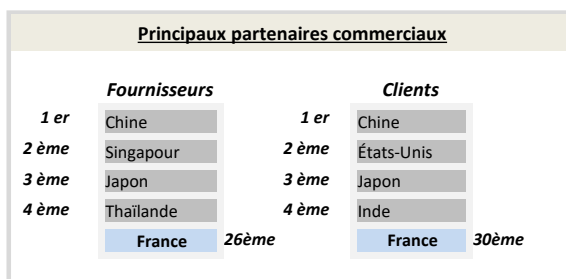 Principaux partenaires commerciaux
Fournisseurs Clients
1 er Chine 1 er Chine
2 ème Singapour 2 ème États-Unis
3 ème Japon 3 ème Japon
4 ème Thaïlande 4 ème Inde
France 26ème France 30ème